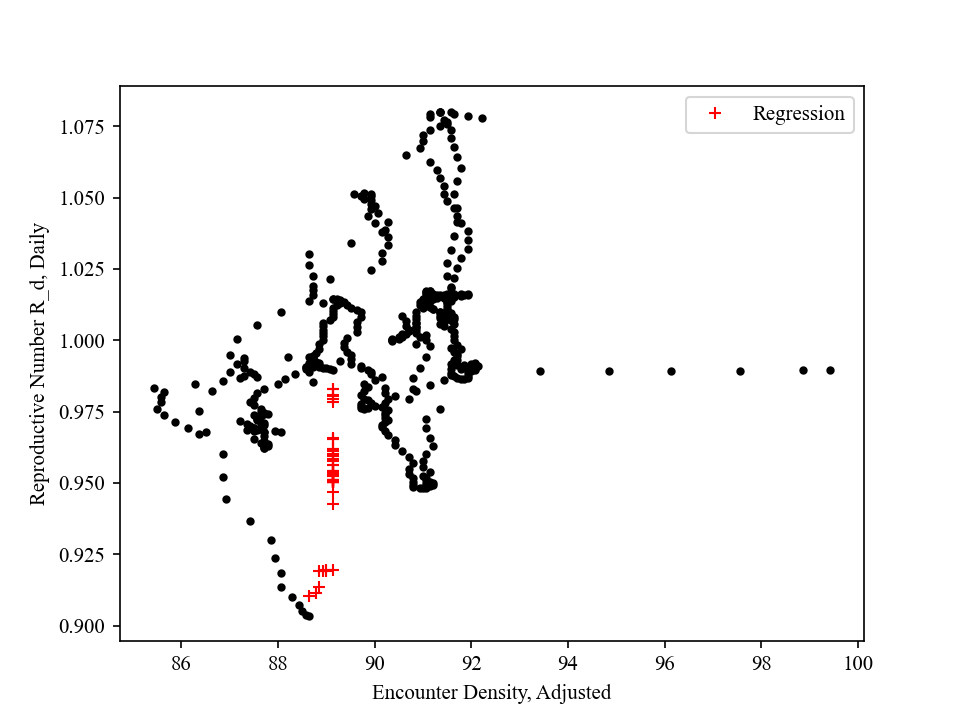 Regression
1.075
1.050
1.025
1.000
0.975
0.950
0.925
0.900
Reproductive Number R_d, Daily
86 88 90 92 94 96 98 100
Encounter Density, Adjusted